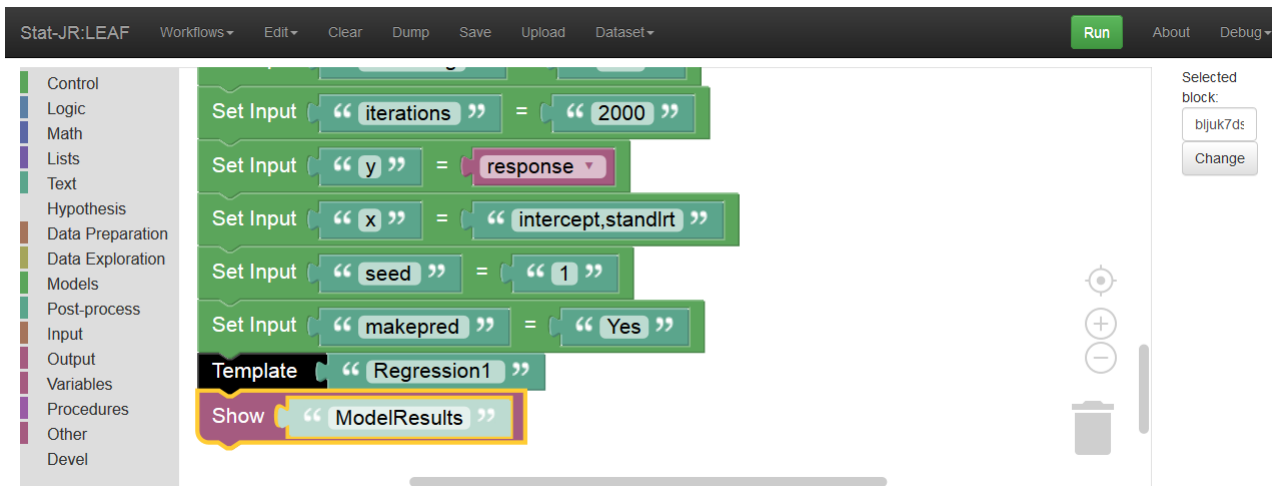 Stat-JR:LEAF Workflows Edit Clear Dump Save Upload Dataset Run About Debug
Control
Logic
Math
Lists
Text
Hypothesis
Data Preparation
Data Exploration
Models
Post-process
Input
Output
Variables
Procedures
Other
Devel
Set Input “ iterations ” = “ 2000 ”
Set Input “ y ” = response
Set Input “ x ” = “ intercept,standlrt ”
Set Input “ seed ” = “ 1 ”
Set Input “ makepred ” = “ Yes ”
Template “ Regression1 ”
Show “ ModelResults ”
Selected
block:
bljuk7ds
Change